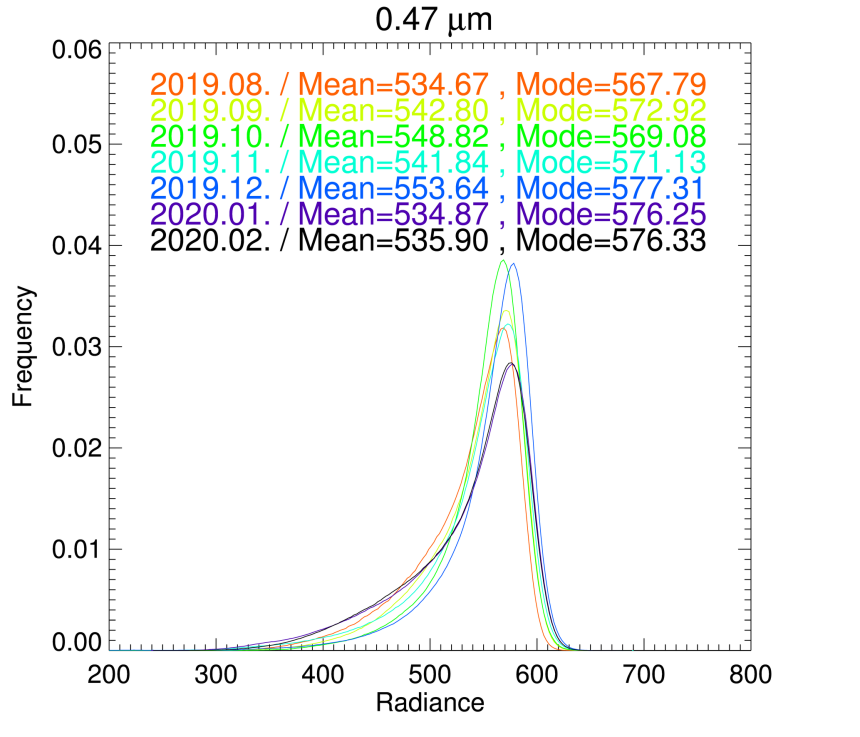 0.47 μm
0.06
2019.08. / Mean=534.67 , Mode=567.79
2019.09. / Mean=542.80 , Mode=572.92
2019.10. / Mean=548.82 , Mode=569.08
0.05
2019.11. / Mean=541.84 , Mode=571.13
2019.12. / Mean=553.64 , Mode=577.31
2020.01. / Mean=534.87 , Mode=576.25
2020.02. / Mean=535.90 , Mode=576.33
0.04
0.03
Frequency
0.02
0.01
0.00
200 300 400 500 600 700 800
Radiance